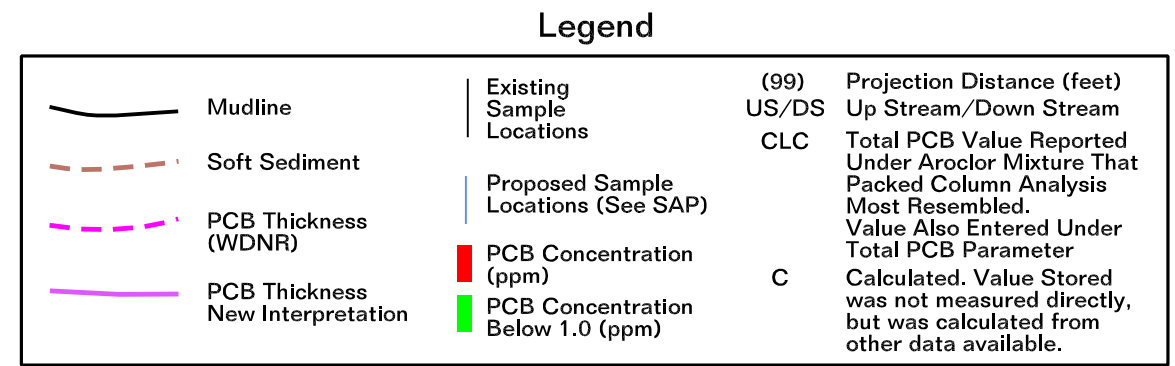 Legend
Mudline
Soft Sediment
PCB Thickness
(WDNR)
PCB Thickness
New Interpretation
Existing
Sample
Locations
Proposed Sample
Locations (See SAP)
PCB Concentration
(ppm)
PCB Concentration
Below 1.0 (ppm)
(99) Projection Distance (feet)
US/DS Up Stream/Down Stream
CLC Total PCB Value Reported
Under Aroclor Mixture That
Packed Column Analysis
Most Resembled.
Value Also Entered Under
Total PCB Parameter
C Calculated. Value Stored
was not measured directly,
but was calculated from
other data available.